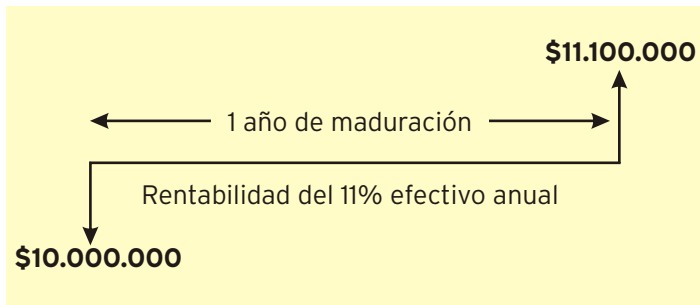 $11.100.000
1 año de maduración
Rentabilidad del 11% efectivo anual
$10.000.000